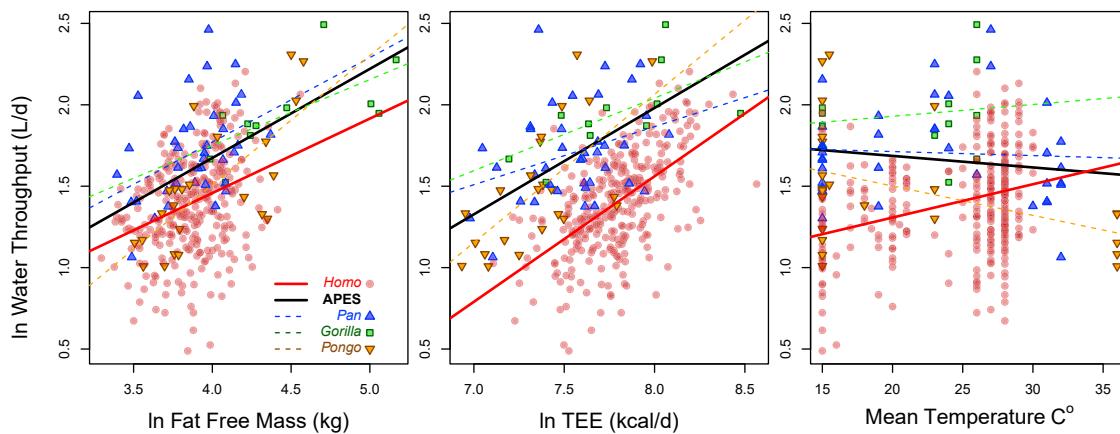 ln Water Throughput (L/d)
2.5
2.0
1.5
1.0
0.5
3.5 4.0 4.5 5.0
ln Fat Free Mass (kg)
Homo
APES
Pan
Gorilla
Pongo
2.5
2.0
1.5
1.0
0.5
7.0 7.5 8.0 8.5
ln TEE (kcal/d)
2.5
2.0
1.5
1.0
0.5
15 20 25 30 35
Mean Temperature Cº